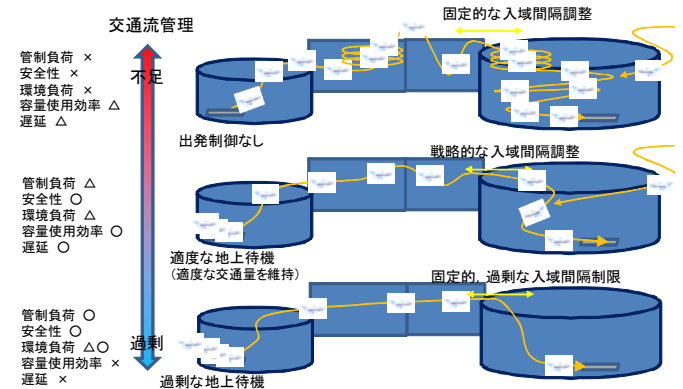 交通流管理
固定的な入域間隔調整
管制負荷 ×
安全性 ×
環境負荷 ×
容量使用効率 △
遅延 △
不足
出発制御なし
戦略的な入域間隔調整
管制負荷 △
安全性 〇
環境負荷 △
容量使用効率 〇
遅延 〇
適度な地上待機
（適度な交通量を維持）
固定的，過剰な入域間隔制限
管制負荷 〇
安全性 〇
環境負荷 △〇
容量使用効率 ×
遅延 ×
過剰
過剰な地上待機